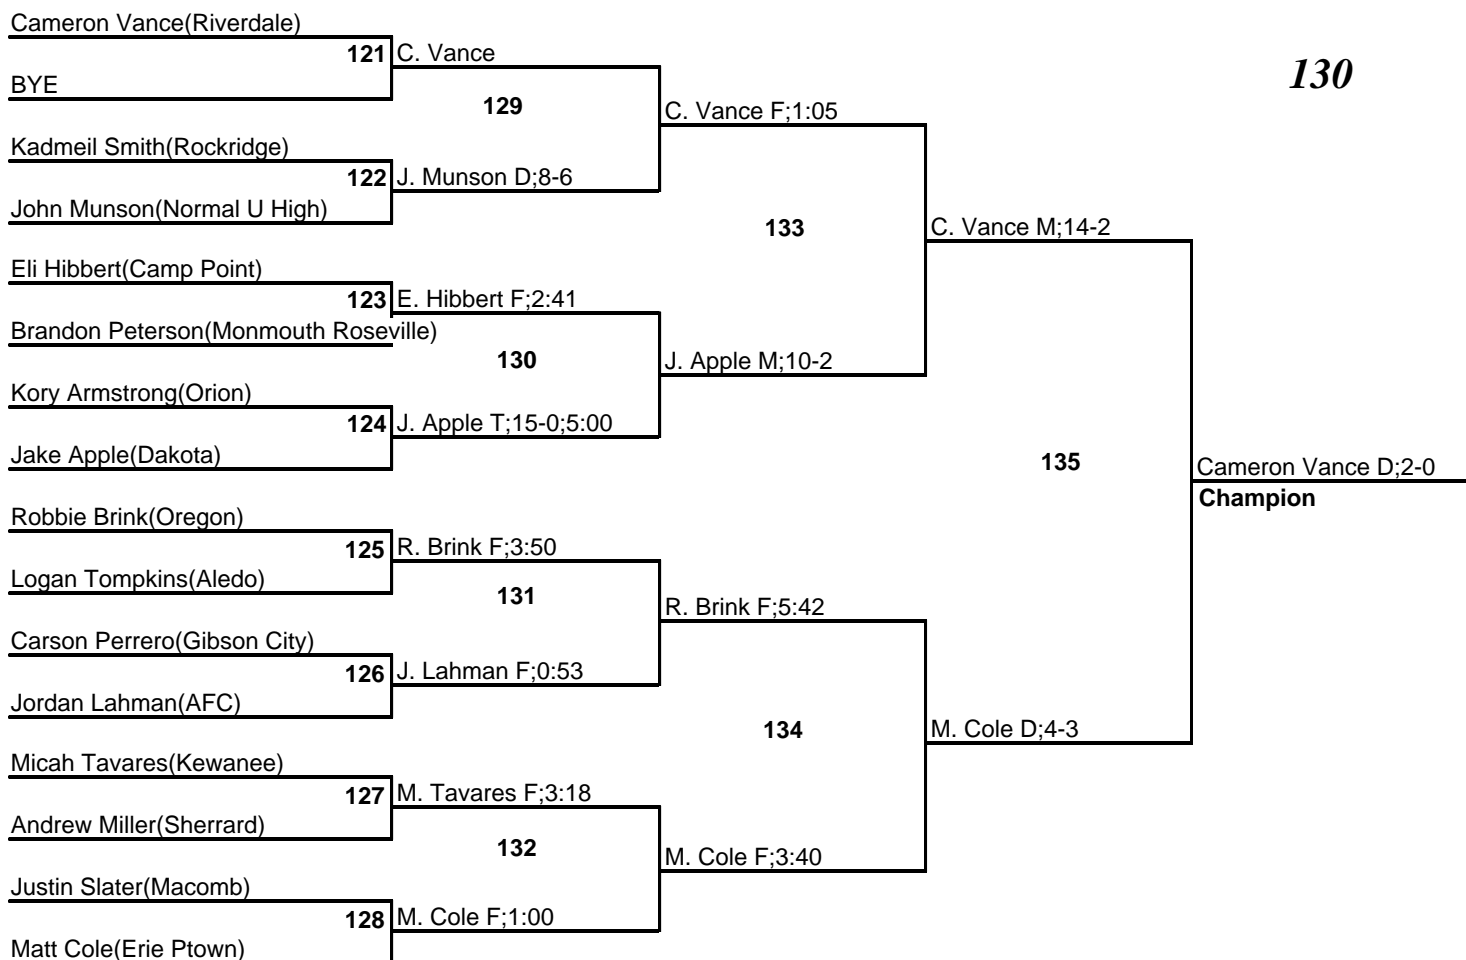 Cameron Vance(Riverdale)
121 C. Vance
130
BYE
129
C. Vance F;1:05
Kadmeil Smith(Rockridge)
122 J. Munson D;8-6
John Munson(Normal U High)
133
C. Vance M;14-2
Eli Hibbert(Camp Point)
123 E. Hibbert F;2:41
Brandon Peterson(Monmouth Roseville)
130
J. Apple M;10-2
Kory Armstrong(Orion)
124 J. Apple T;15-0;5:00
Jake Apple(Dakota)
135
Cameron Vance D;2-0
Champion
Robbie Brink(Oregon)
125 R. Brink F;3:50
Logan Tompkins(Aledo)
131
R. Brink F;5:42
Carson Perrero(Gibson City)
126 J. Lahman F;0:53
Jordan Lahman(AFC)
134
M. Cole D;4-3
Micah Tavares(Kewanee)
127 M. Tavares F;3:18
Andrew Miller(Sherrard)
132
M. Cole F;3:40
Justin Slater(Macomb)
128 M. Cole F;1:00
Matt Cole(Erie Ptown)